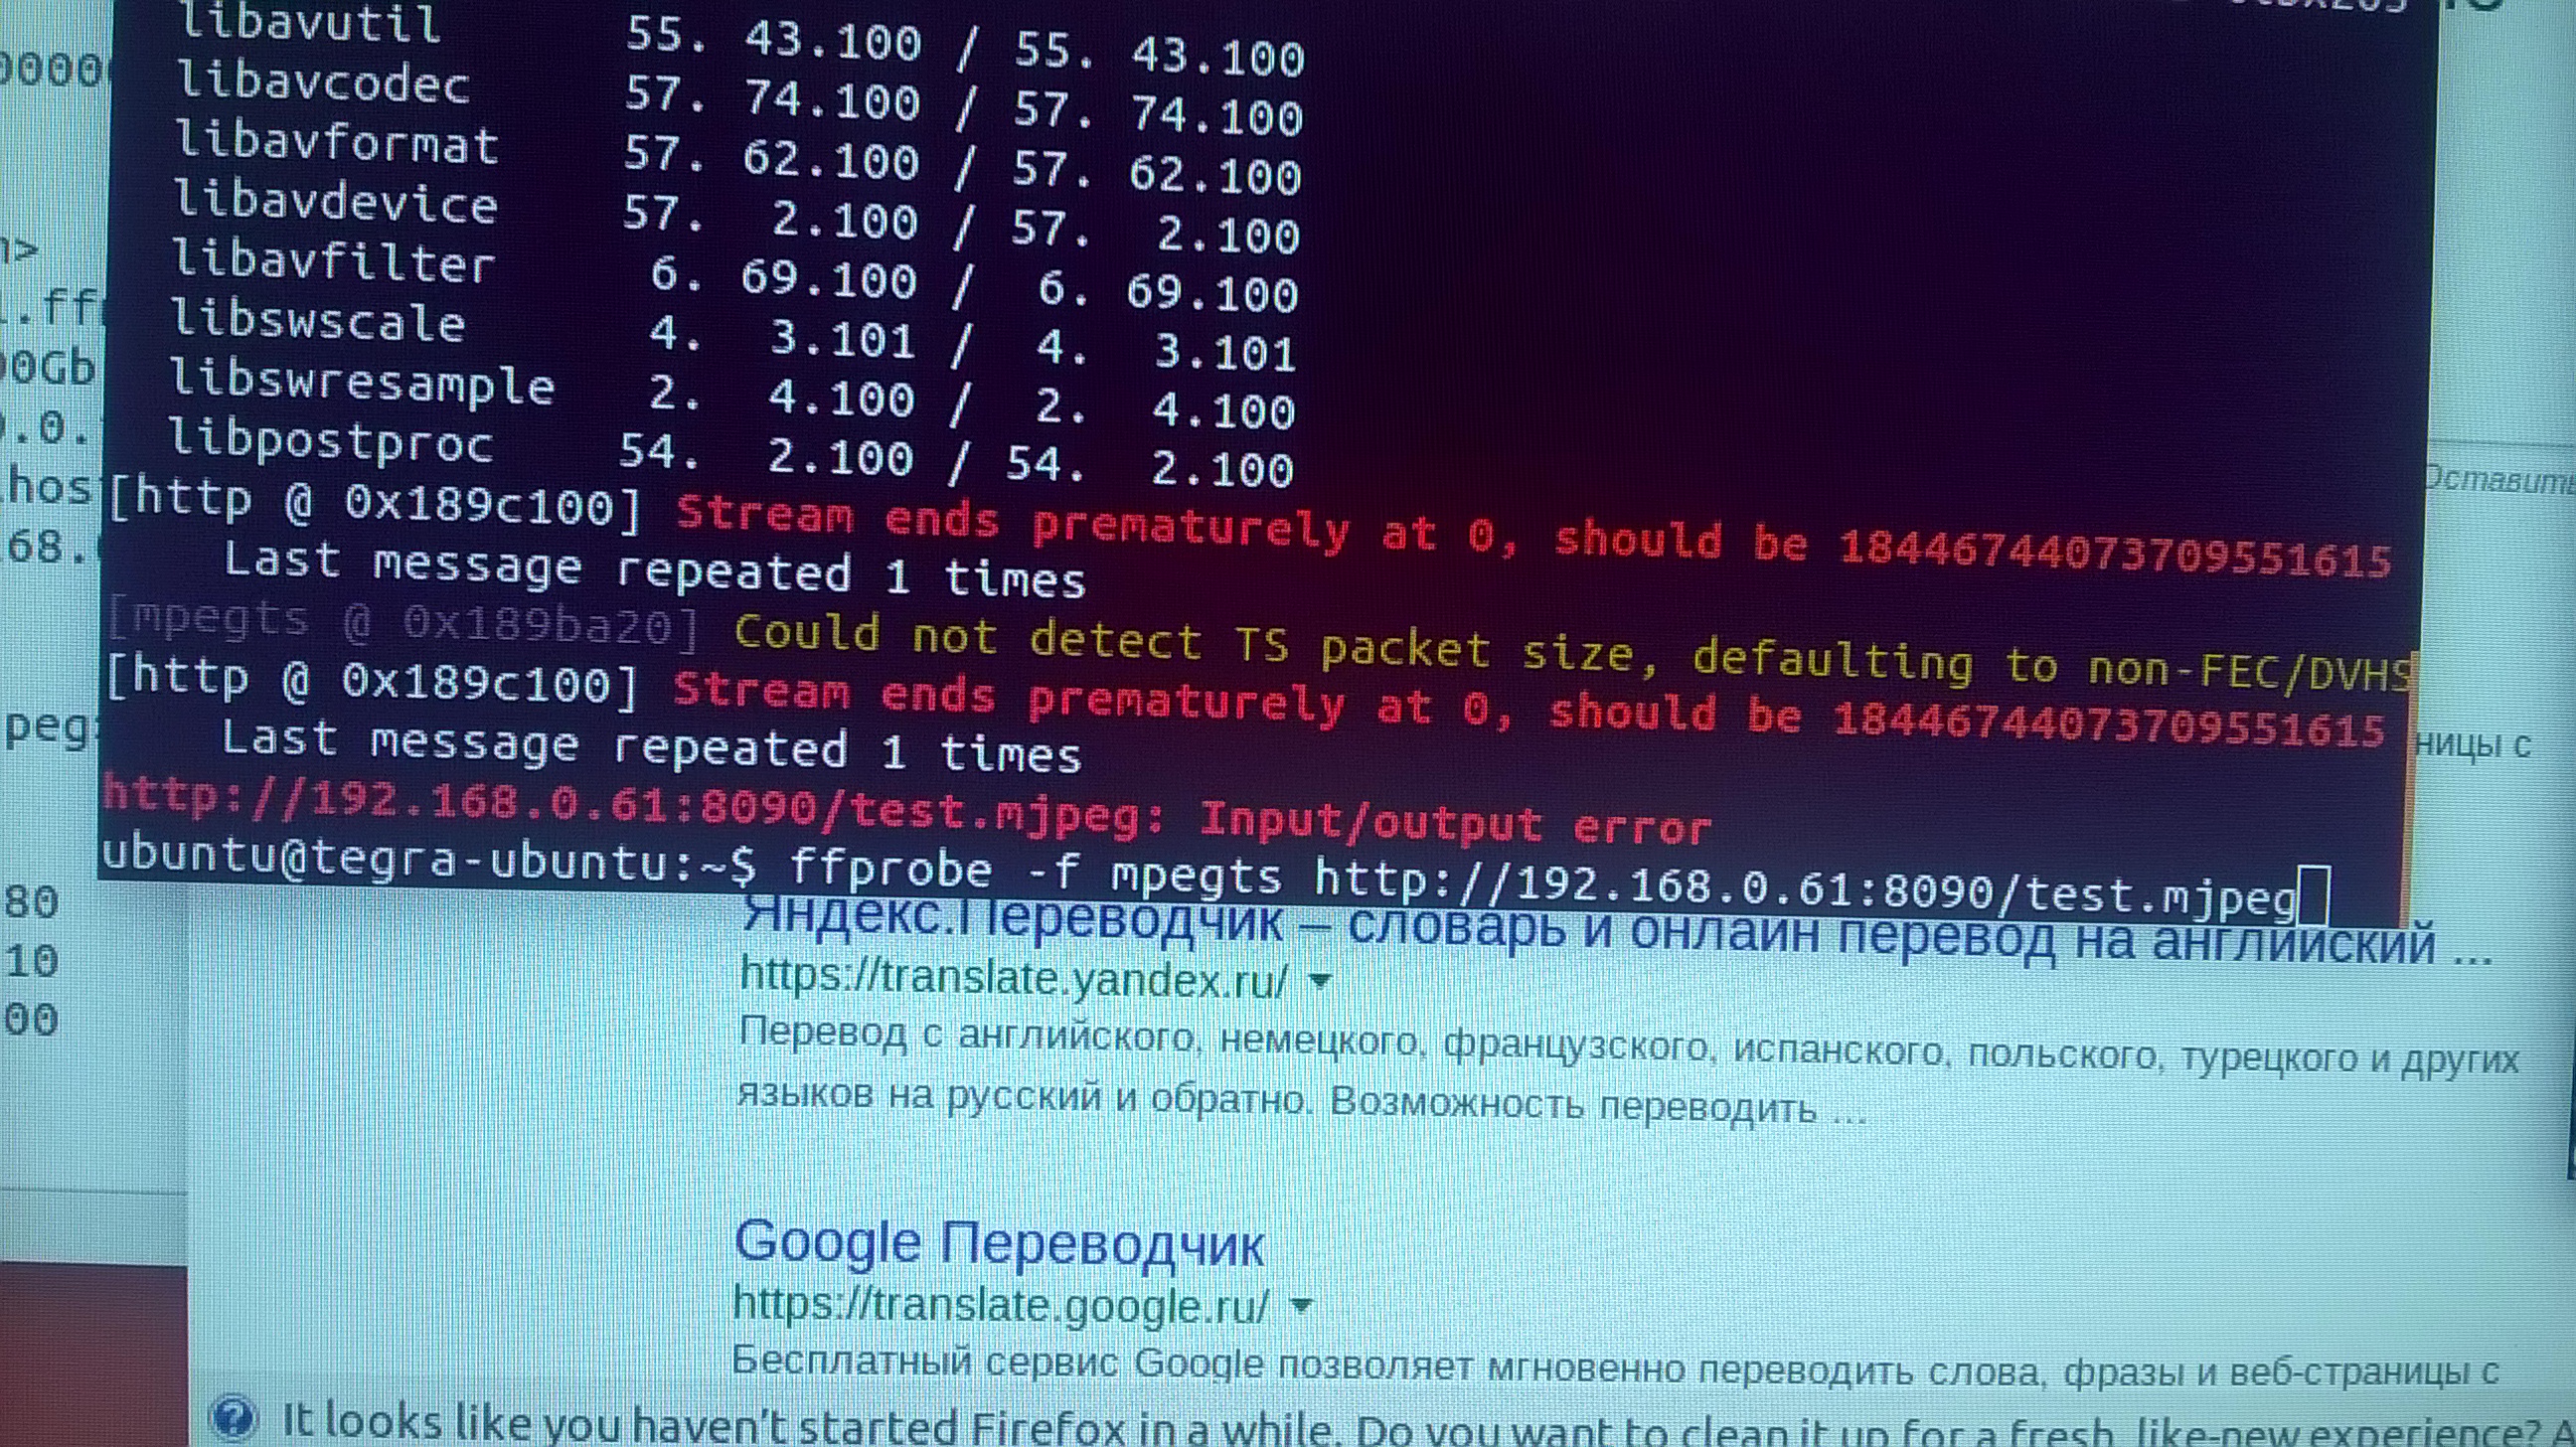 libavutil 55. 43.100 / 55. 43.100
libavcodec 57. 74.100 / 57. 74.100
libavformat 57. 62.100 / 57. 62.100
libavdevice 57. 2.100 / 57. 2.100
libavfilter 6. 69.100 / 6. 69.100
libswscale 4. 3.101 / 4. 3.101
libswresample 2. 4.100 / 2. 4.100
libpostproc 54. 2.100 / 54. 2.100
[http @ 0x189c100] Stream ends prematurely at 0, should be 18446744073709551615
Last message repeated 1 times
[mpegts @ 0x189ba20] Could not detect TS packet size, defaulting to non-FEC/DVHS
[http @ 0x189c100] Stream ends prematurely at 0, should be 18446744073709551615
Last message repeated 1 times
http://192.168.0.61:8090/test.mjpeg: Input/output error
ubuntu@tegra-ubuntu:~$ ffprobe -f mpegts http://192.168.0.61:8090/test.mjpeg
0000
>
.ff
0Gb
.0.
hos
68.
peg
80
10
00
Оставить
ницы с
Яндекс.Переводчик – словарь и онлайн перевод на английский ...
https://translate.yandex.ru/
Перевод с английского, немецкого, французского, испанского, польского, турецкого и других
языков на русский и обратно. Возможность переводить ...
Google Переводчик
https://translate.google.ru/
Бесплатный сервис Google позволяет мгновенно переводить слова, фразы и веб-страницы с
It looks like you haven't started Firefox in a while. Do you want to clean it up for a fresh, like-new experience?